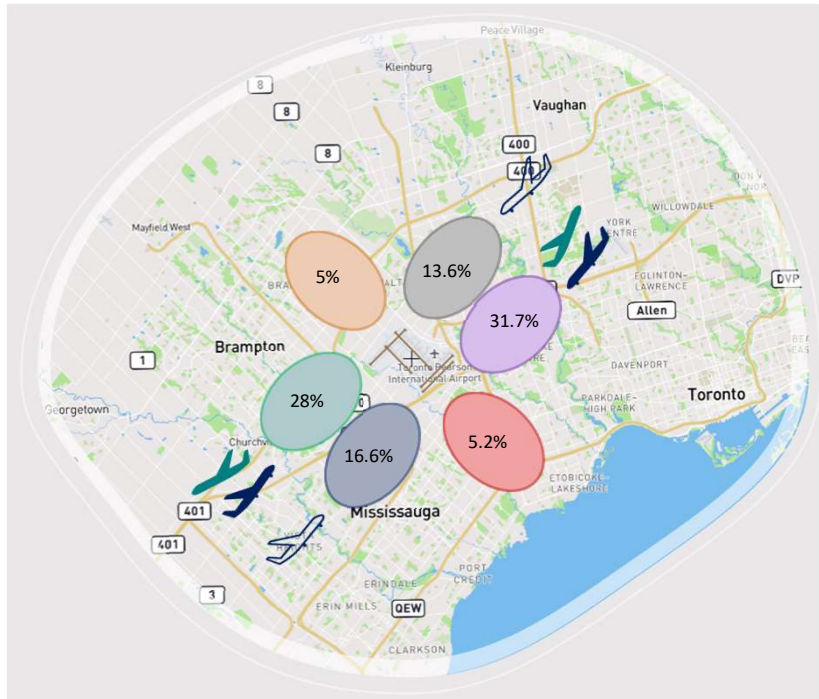 Peace Village
Kleinburg
8
8
Vaughan
8
400
400
WILLOWDALE
Mayfield West
YORK
5%
13.6%
EGLINTON-
LAWRENCE
DVP
Allen
31.7%
Brampton
1
Toronto Pearson
International Airport
DAVENPORT
Toronto
28%
PARKDALE-
HIGH PARK
Georgetown
5.2%
16.6%
ETOBICOKE-
LAKESHORE
401
Mississauga
401
PORT
CREDIT
ERINDALE
3
ERIN MILLS
QEW
CLARKSON